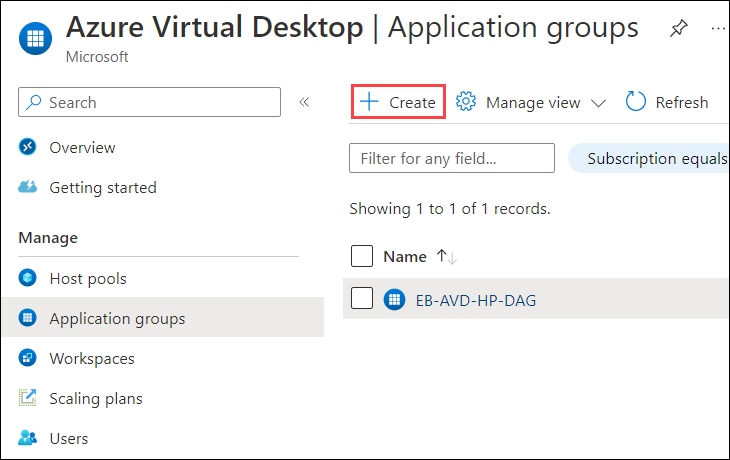 Azure Virtual Desktop | Application groups
Microsoft
Search
Overview
Getting started
Manage
Host pools
Application groups
Workspaces
Scaling plans
Users
Create Manage view Refresh
Filter for any field... Subscription equals
Showing 1 to 1 of 1 records.
Name
EB-AVD-HP-DAG